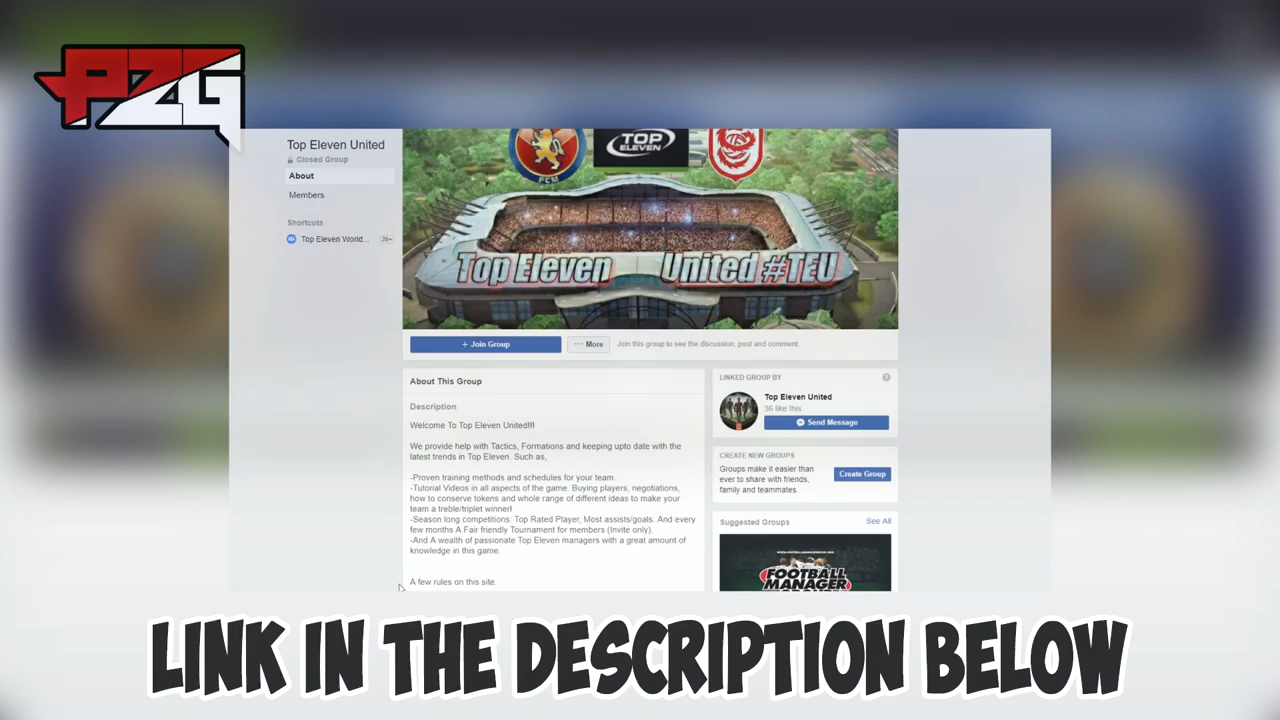 PZG
Top Eleven United
Closed Group
About
Members
Shortcuts
Top Eleven World... 20+
FCM
TOP
ELEVEN
Top Eleven United #TEU
+ Join Group
··· More
Join this group to see the discussion, post and comment.
About This Group
Description
Welcome To Top Eleven United!!!
We provide help with Tactics, Formations and keeping upto date with the
latest trends in Top Eleven. Such as,
-Proven training methods and schedules for your team.
-Tutorial Videos in all aspects of the game. Buying players, negotiations,
how to conserve tokens and whole range of different ideas to make your
team a treble/triplet winner!
-Season long competitions: Top Rated Player, Most assists/goals. And every
few months A Fair friendly Tournament for members (Invite only).
-And A wealth of passionate Top Eleven managers with a great amount of
knowledge in this game.
A few rules on this site.
LINKED GROUP BY
?
Top Eleven United
36 like this
Send Message
CREATE NEW GROUPS
Groups make it easier than
ever to share with friends,
family and teammates.
Create Group
Suggested Groups
See All
FOOTBALL
MANAGER
LINK IN THE DESCRIPTION BELOW